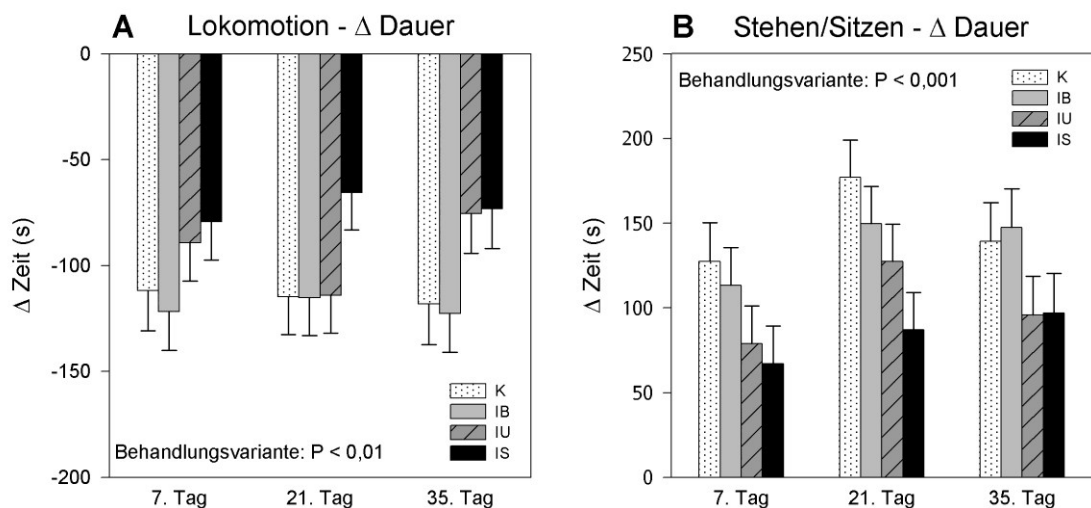 A Lokomotion - Δ Dauer
0
-50
-100
-150
-200
Δ Zeit (s)
K
IB
IU
IS
Behandlungsvariante: P < 0,01
7. Tag 21. Tag 35. Tag
B Stehen/Sitzen - Δ Dauer
250
200
150
100
50
0
Δ Zeit (s)
Behandlungsvariante: P < 0,001
K
IB
IU
IS
7. Tag 21. Tag 35. Tag